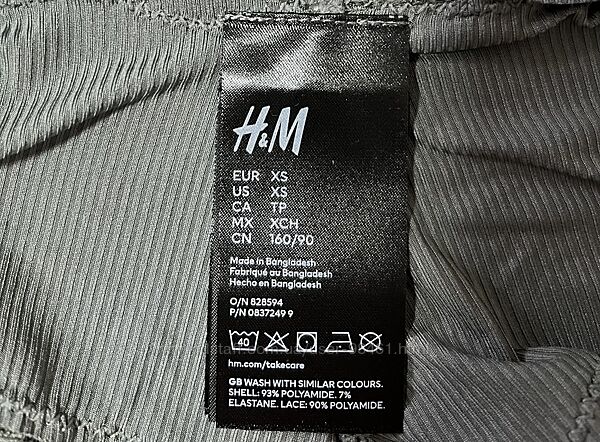 H&M
EUR XS
US XS
CA TP
MX XCH
CN 160/90
Made in Bangladesh
Fabriqué au Bangladesh
Hecho en Bangladesh
O/N 828594
P/N 0837249 9
40
hm.com/takecare
GB WASH WITH SIMILAR COLOURS.
SHELL: 93% POLYAMIDE. 7%
ELASTANE. LACE: 90% POLYAMIDE.